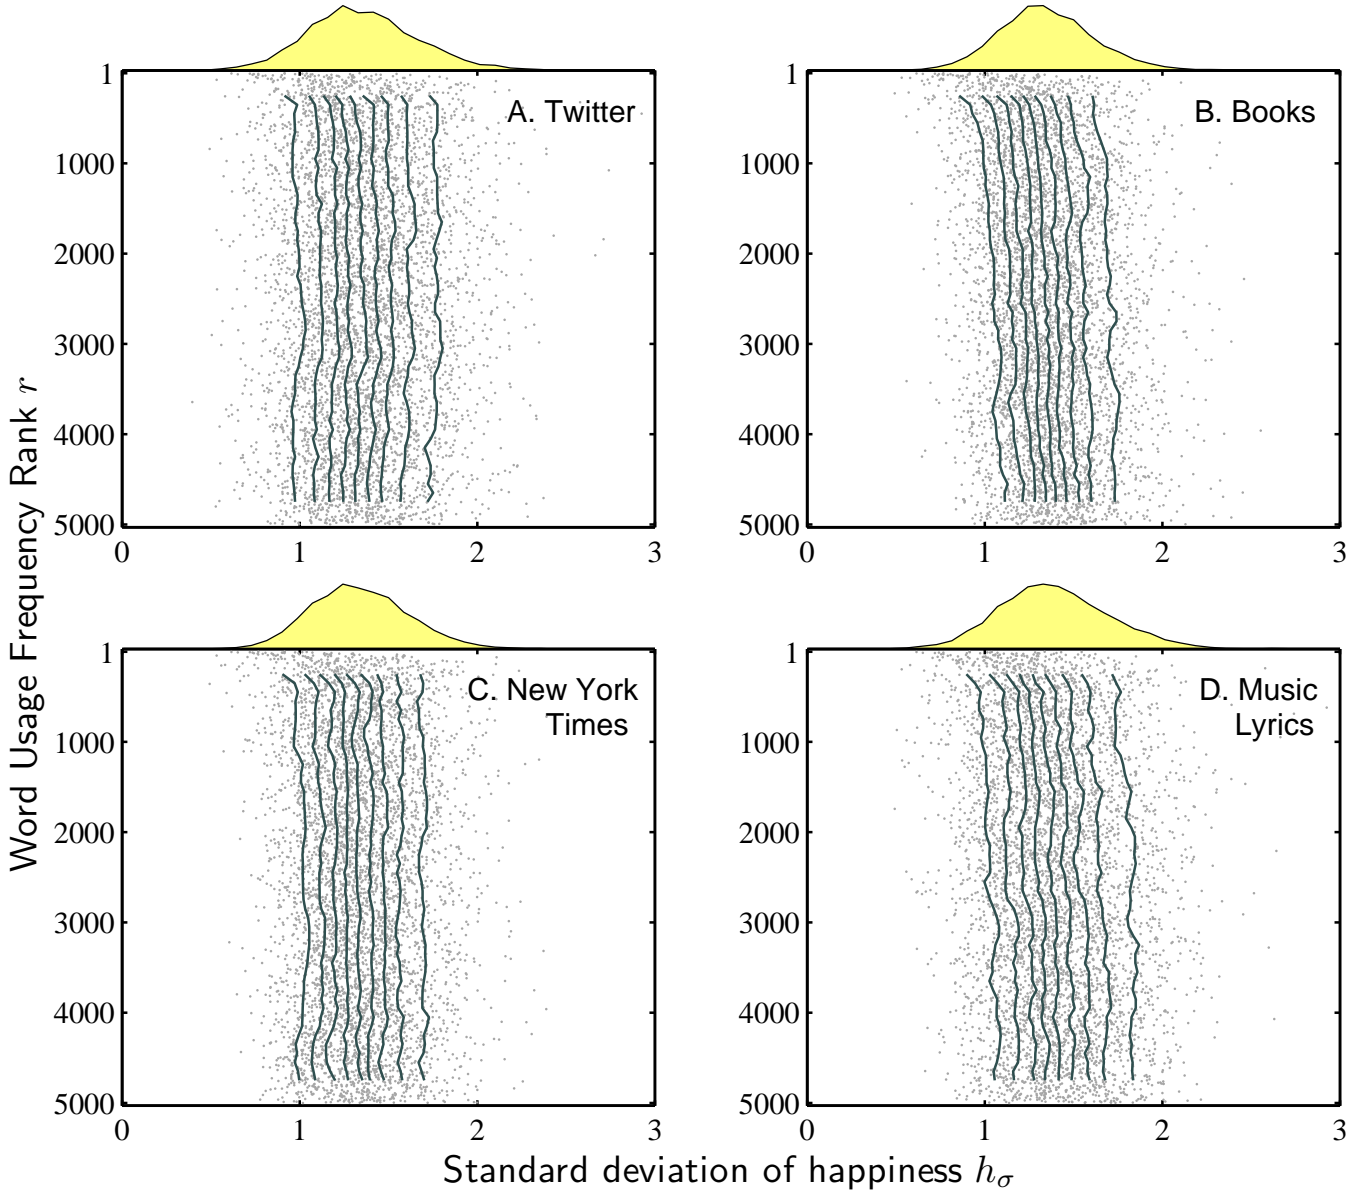 A. Twitter
1
1000
2000
3000
4000
5000
0 1 2 3
B. Books
1
1000
2000
3000
4000
5000
0 1 2 3
C. New York
Times
1
1000
2000
3000
4000
5000
0 1 2 3
D. Music
Lyrics
1
1000
2000
3000
4000
5000
0 1 2 3
Word Usage Frequency Rank r
Standard deviation of happiness hσ